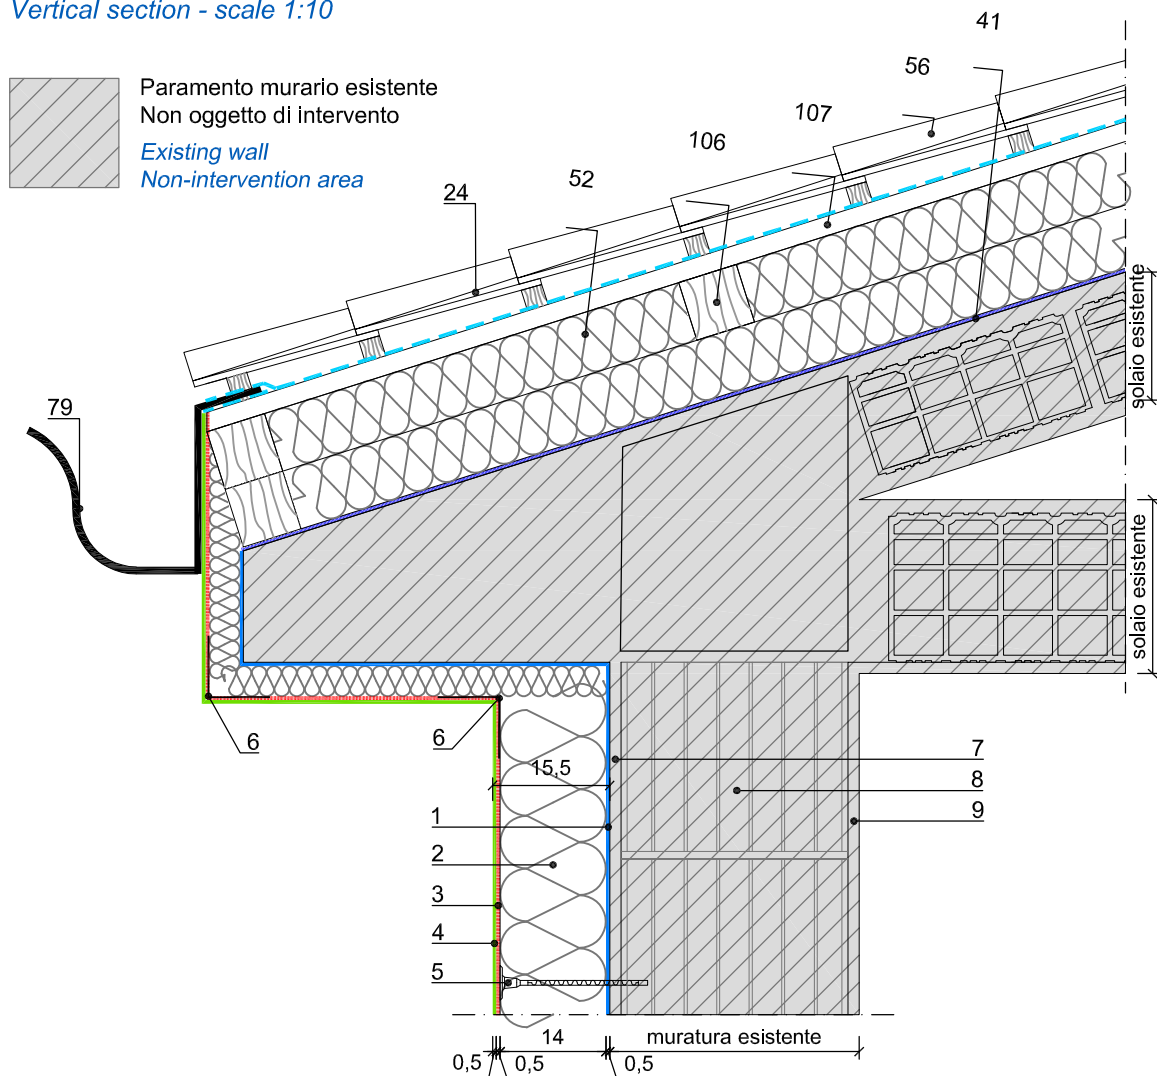 Vertical section - scale 1:10
Paramento murario esistente
Non oggetto di intervento
Existing wall
Non-intervention area
41
56
107
106
52
24
79
solaio esistente
solaio esistente
6
6
7
15,5
8
9
1
2
3
4
5
14
muratura esistente
0,5
0,5
0,5